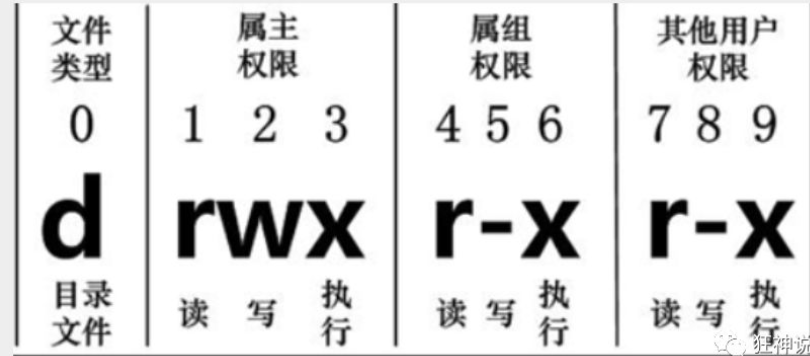 文件 属主 属组 其他用户
类型 权限 权限 权限
0 1 2 3 4 5 6 7 8 9
d rwx r-x r-x
目录 读 写 执 读 写 执 读 写 执
文件 行 行 行
狂神说